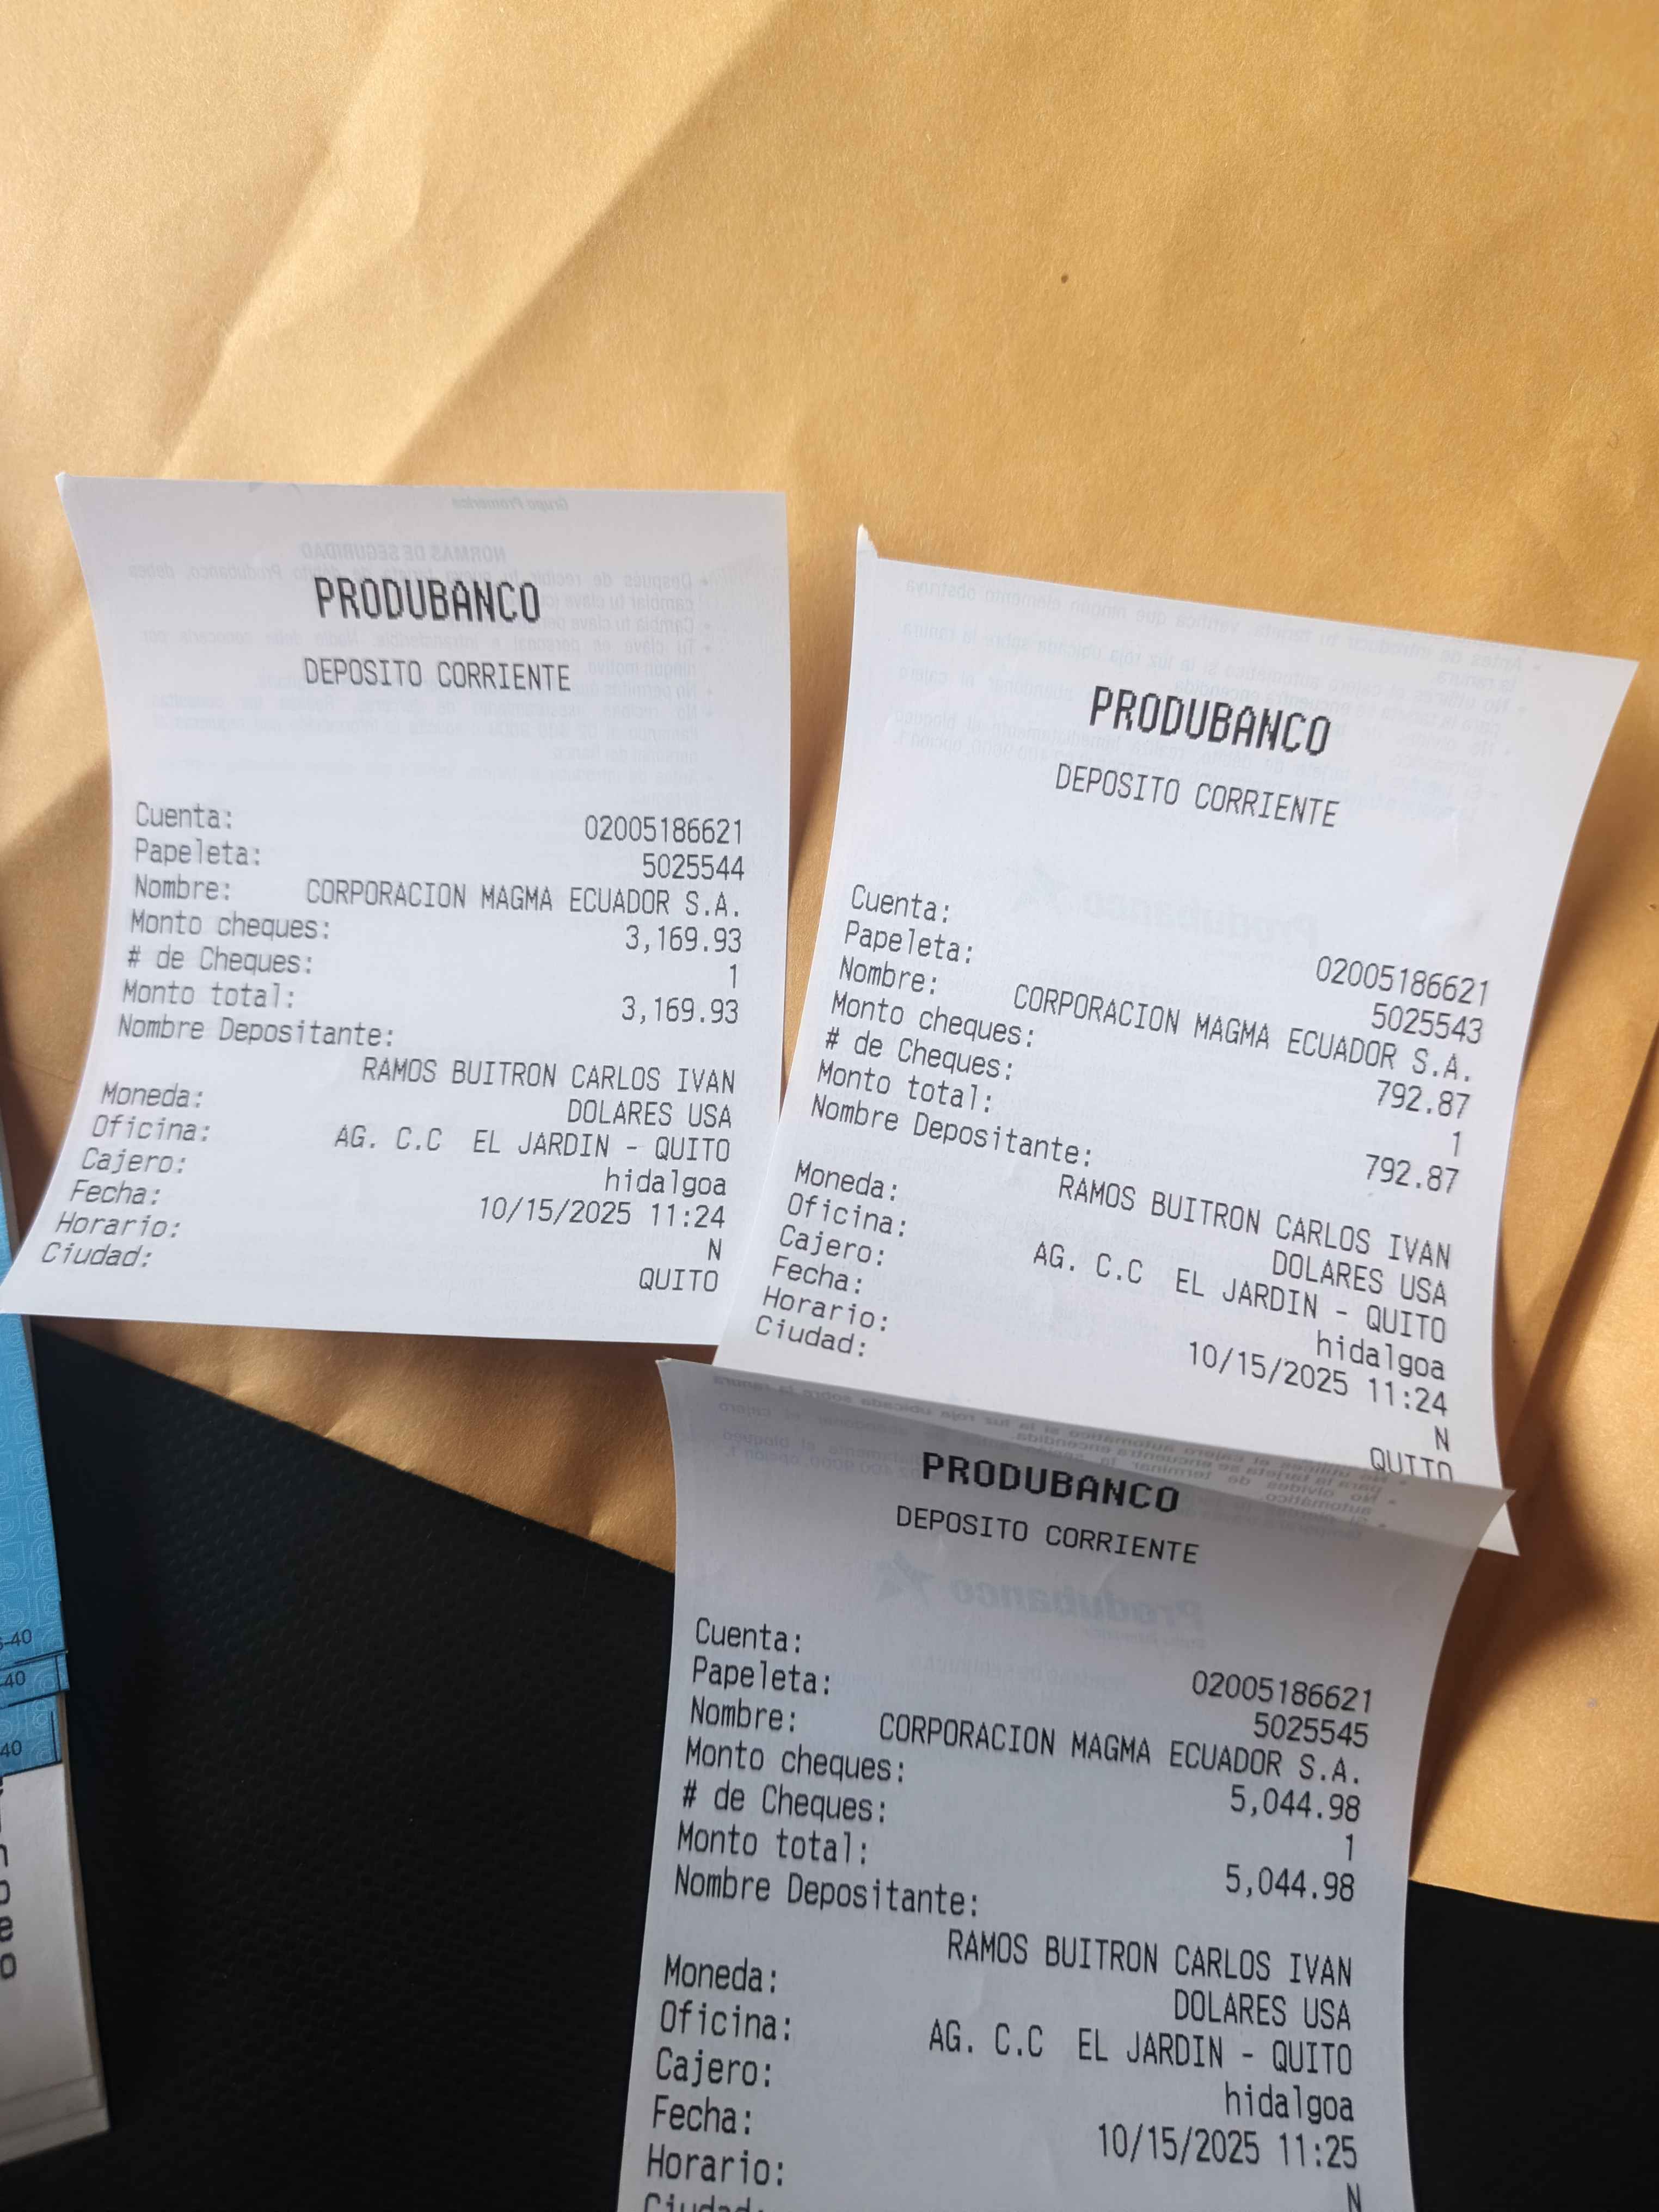 PRODUBANCO
DEPOSITO CORRIENTE
Cuenta: 02005186621
Papeleta: 5025544
Nombre: CORPORACION MAGMA ECUADOR S.A.
Monto cheques: 3,169.93
# de Cheques: 1
Monto total: 3,169.93
Nombre Depositante:
RAMOS BUITRON CARLOS IVAN
Moneda: DOLARES USA
Oficina: AG. C.C EL JARDIN - QUITO
Cajero: hidalgoa
Fecha: 10/15/2025 11:24
Horario: N
Ciudad: QUITO
PRODUBANCO
DEPOSITO CORRIENTE
Cuenta: 02005186621
Papeleta: 5025543
Nombre: CORPORACION MAGMA ECUADOR S.A.
Monto cheques: 792.87
# de Cheques: 1
Monto total: 792.87
Nombre Depositante:
RAMOS BUITRON CARLOS IVAN
Moneda: DOLARES USA
Oficina: AG. C.C EL JARDIN - QUITO
Cajero: hidalgoa
Fecha: 10/15/2025 11:24
Horario: N
Ciudad: QUITO
PRODUBANCO
DEPOSITO CORRIENTE
Cuenta: 02005186621
Papeleta: 5025545
Nombre: CORPORACION MAGMA ECUADOR S.A.
Monto cheques: 5,044.98
# de Cheques: 1
Monto total: 5,044.98
Nombre Depositante:
RAMOS BUITRON CARLOS IVAN
Moneda: DOLARES USA
Oficina: AG. C.C EL JARDIN - QUITO
Cajero: hidalgoa
Fecha: 10/15/2025 11:25
Horario: N
Ciudad: